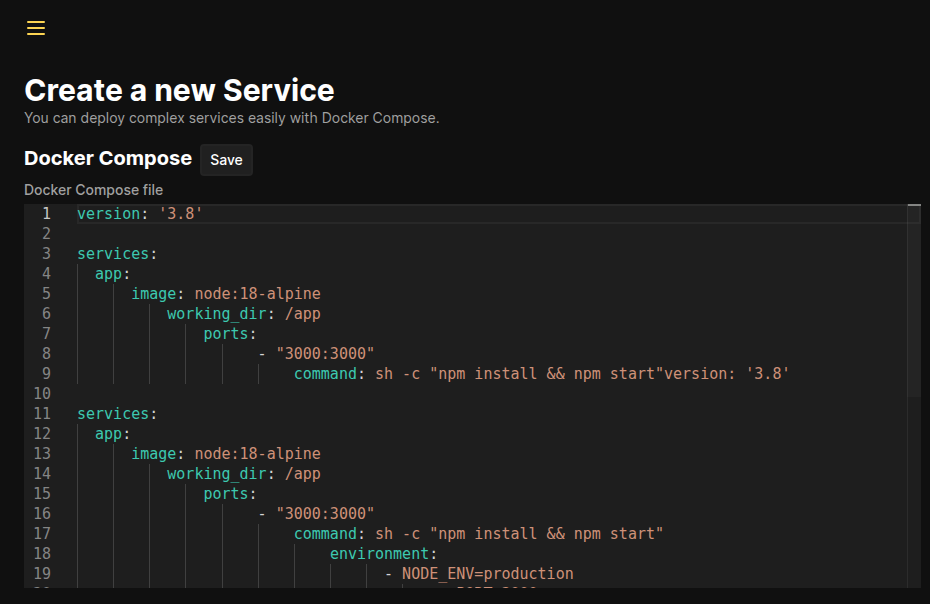 Create a new Service
You can deploy complex services easily with Docker Compose.
Docker Compose Save
Docker Compose file
1 version: '3.8'
2
3 services:
4 app:
5 image: node:18-alpine
6 working_dir: /app
7 ports:
8 - "3000:3000"
9 command: sh -c "npm install && npm start"version: '3.8'
10
11 services:
12 app:
13 image: node:18-alpine
14 working_dir: /app
15 ports:
16 - "3000:3000"
17 command: sh -c "npm install && npm start"
18 environment:
19 - NODE_ENV=production